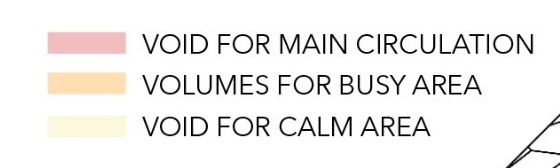 VOID FOR MAIN CIRCULATION
VOLUMES FOR BUSY AREA
VOID FOR CALM AREA